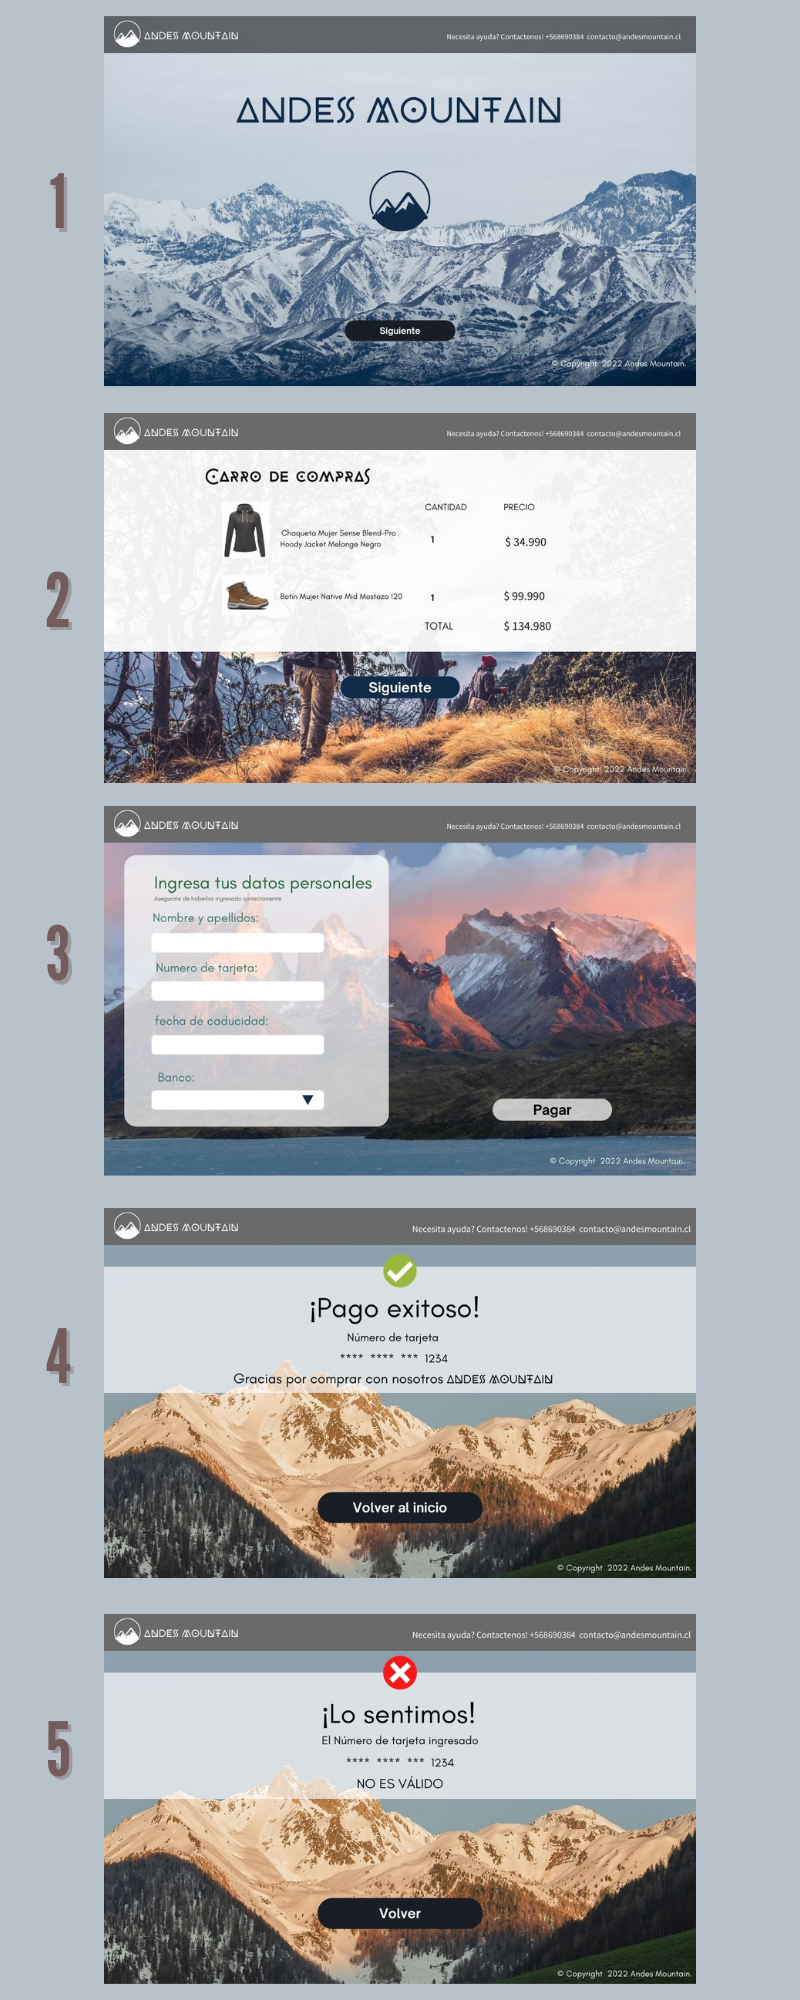 ANDES MOUNTAIN
Necesita ayuda? Contactenos! +568690384 contacto@andesmountain.cl
ANDES MOUNTAIN
1
Siguiente
© Copyright 2022 Andes Mountain.
ANDES MOUNTAIN
Necesita ayuda? Contactenos! +568690384 contacto@andesmountain.cl
CARRO DE COMPRAS
CANTIDAD PRECIO
Chaqueta Mujer Sense Blend-Pro
Hoody Jacket Melange Negro
1 $ 34.990
2
Botín Mujer Native Mid Mostaza I20 1 $ 99.990
TOTAL $ 134.980
Siguiente
© Copyright 2022 Andes Mountain.
ANDES MOUNTAIN
Necesita ayuda? Contactenos! +568690384 contacto@andesmountain.cl
Ingresa tus datos personales
Asegurate de haberlos ingresado correctamente
Nombre y apellidos:
3
Numero de tarjeta:
fecha de caducidad:
Banco:
Pagar
© Copyright 2022 Andes Mountain.
ANDES MOUNTAIN
Necesita ayuda? Contactenos! +568690384 contacto@andesmountain.cl
¡Pago exitoso!
Número de tarjeta
**** **** *** 1234
4
Gracias por comprar con nosotros ANDES MOUNTAIN
Volver al inicio
© Copyright 2022 Andes Mountain.
ANDES MOUNTAIN
Necesita ayuda? Contactenos! +568690384 contacto@andesmountain.cl
¡Lo sentimos!
El Número de tarjeta ingresado
5
**** **** *** 1234
NO ES VÁLIDO
Volver
© Copyright 2022 Andes Mountain.